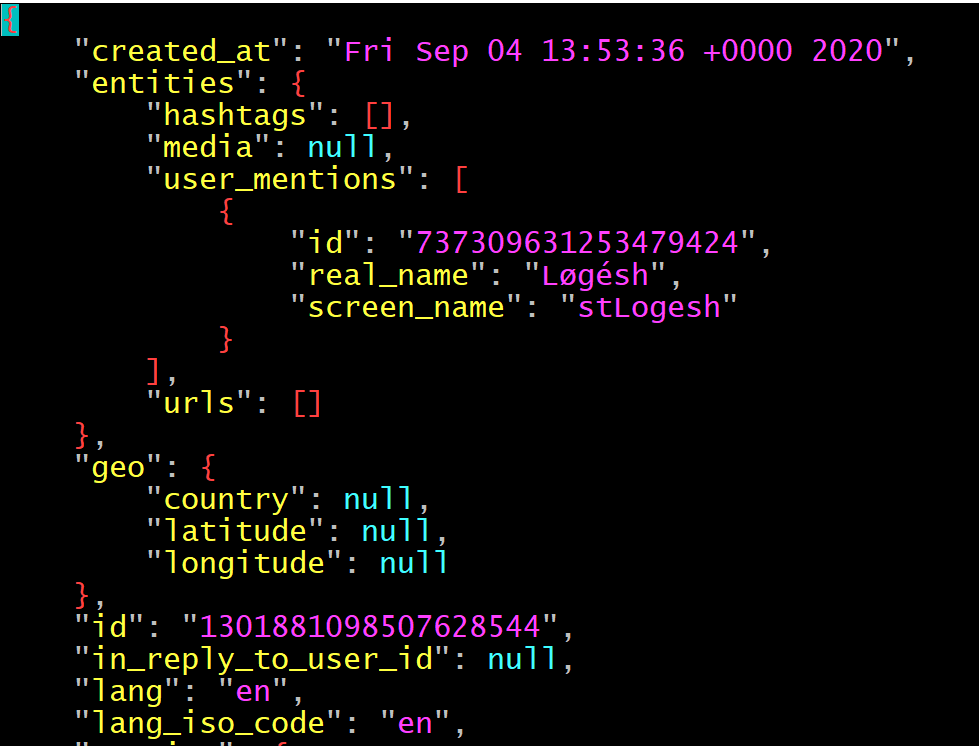 {
    "created_at": "Fri Sep 04 13:53:36 +0000 2020",
    "entities": {
        "hashtags": [],
        "media": null,
        "user_mentions": [
            {
                "id": "737309631253479424",
                "real_name": "Løgésh",
                "screen_name": "stLogesh"
            }
        ],
        "urls": []
    },
    "geo": {
        "country": null,
        "latitude": null,
        "longitude": null
    },
    "id": "1301881098507628544",
    "in_reply_to_user_id": null,
    "lang": "en",
    "lang_iso_code": "en",